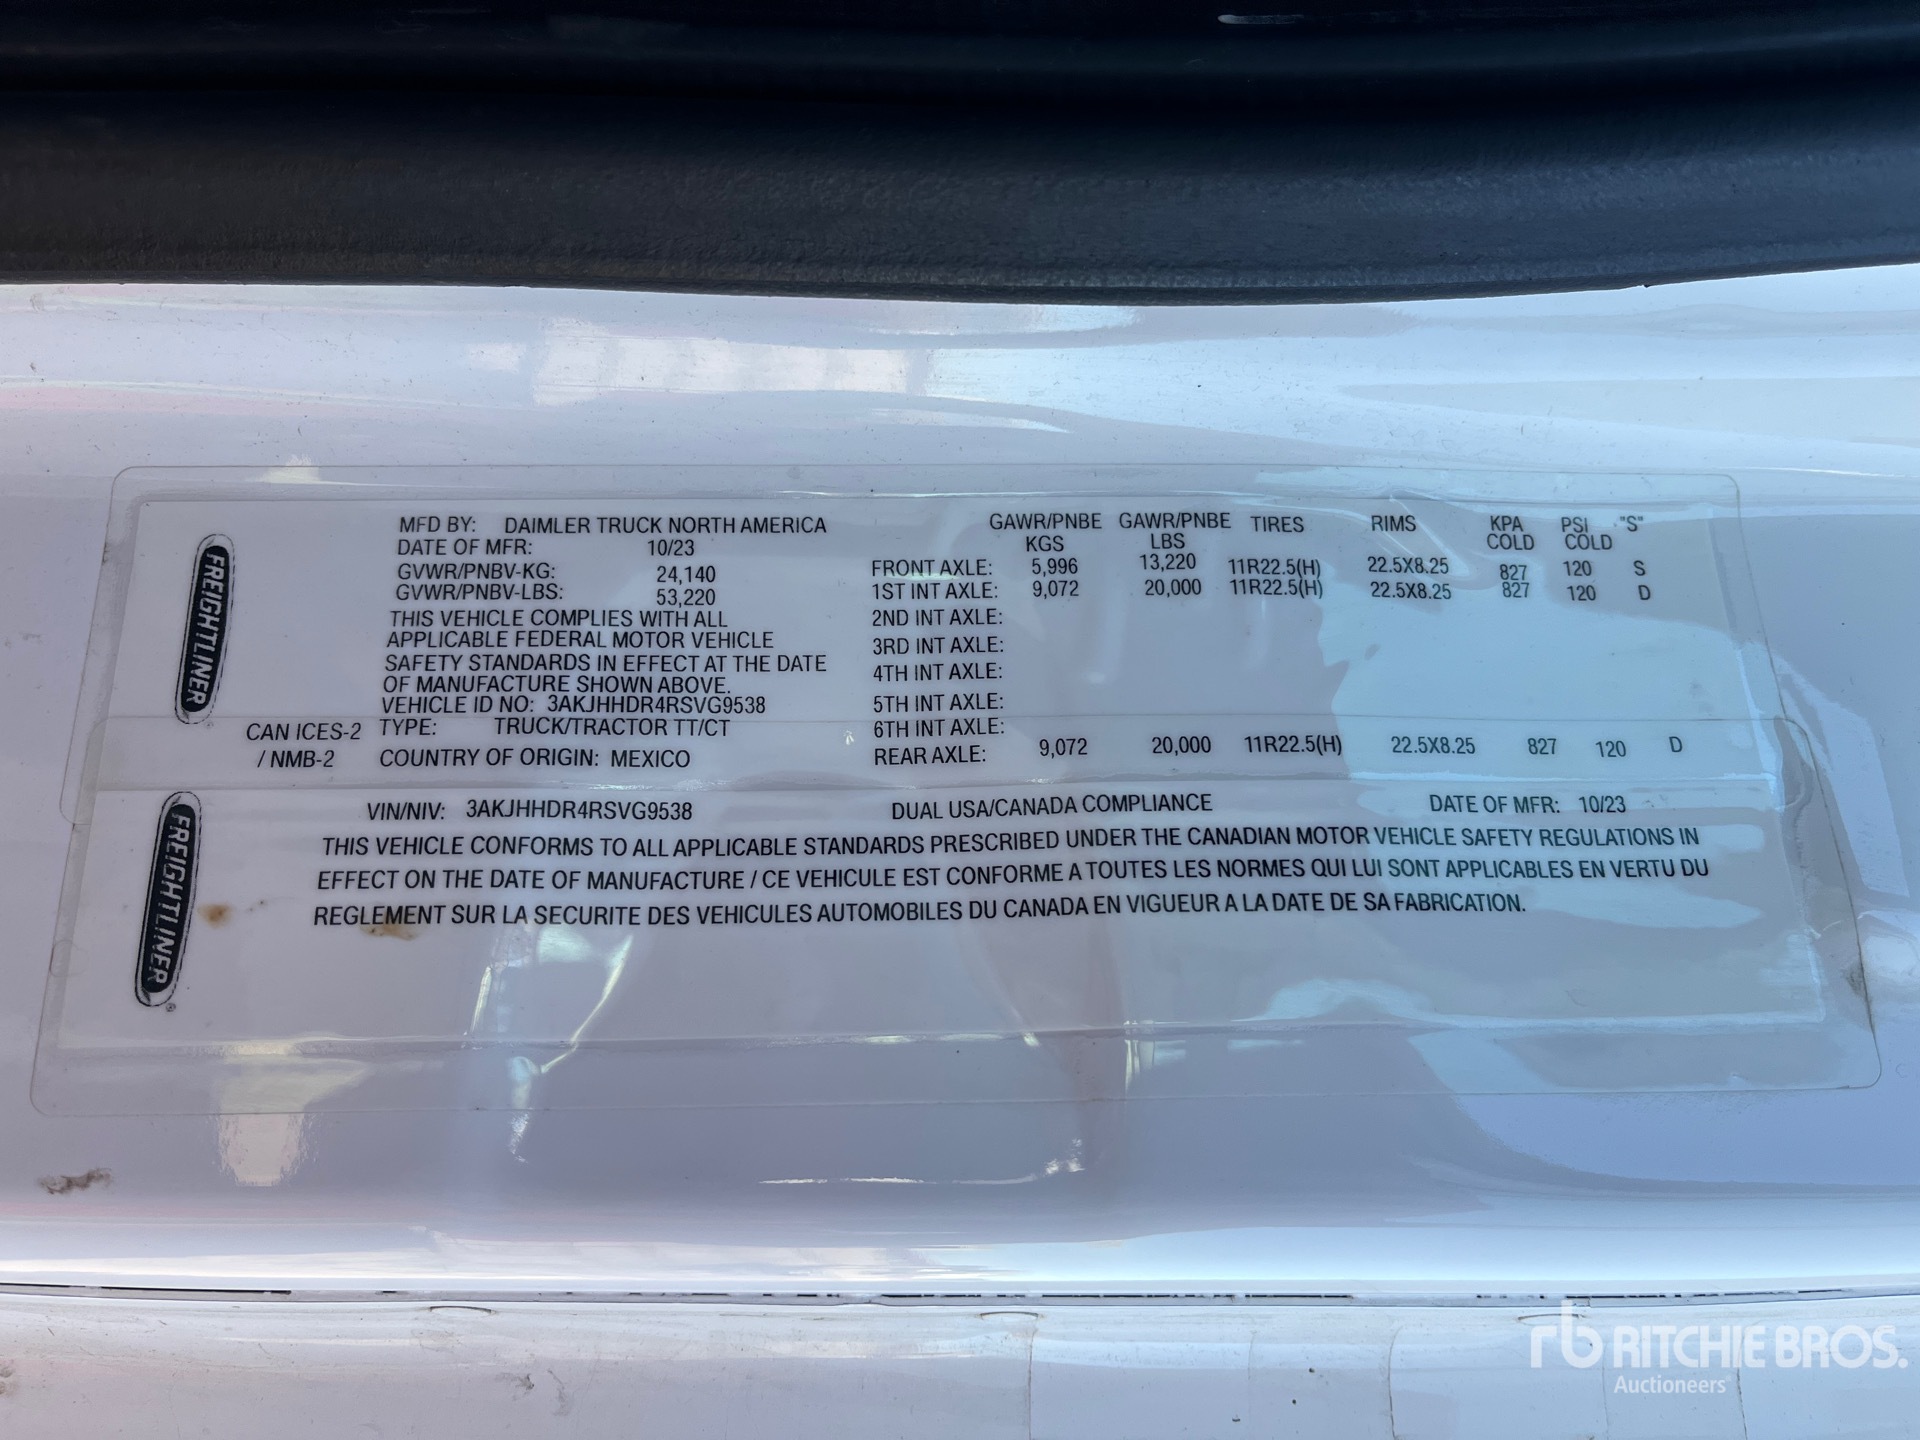 FREIGHTLINER
MFD BY: DAIMLER TRUCK NORTH AMERICA
DATE OF MFR: 10/23
GVWR/PNBV-KG: 24,140
GVWR/PNBV-LBS: 53,220
THIS VEHICLE COMPLIES WITH ALL
APPLICABLE FEDERAL MOTOR VEHICLE
SAFETY STANDARDS IN EFFECT AT THE DATE
OF MANUFACTURE SHOWN ABOVE.
VEHICLE ID NO: 3AKJHHDR4RSVG9538
TYPE: TRUCK/TRACTOR TT/CT
COUNTRY OF ORIGIN: MEXICO
CAN ICES-2
/ NMB-2
GAWR/PNBE GAWR/PNBE TIRES RIMS KPA PSI "S"
KGS LBS COLD COLD
FRONT AXLE: 5,996 13,220 11R22.5(H) 22.5X8.25 827 120 S
1ST INT AXLE: 9,072 20,000 11R22.5(H) 22.5X8.25 827 120 D
2ND INT AXLE:
3RD INT AXLE:
4TH INT AXLE:
5TH INT AXLE:
6TH INT AXLE:
REAR AXLE: 9,072 20,000 11R22.5(H) 22.5X8.25 827 120 D
FREIGHTLINER®
VIN/NIV: 3AKJHHDR4RSVG9538 DUAL USA/CANADA COMPLIANCE DATE OF MFR: 10/23
THIS VEHICLE CONFORMS TO ALL APPLICABLE STANDARDS PRESCRIBED UNDER THE CANADIAN MOTOR VEHICLE SAFETY REGULATIONS IN
EFFECT ON THE DATE OF MANUFACTURE / CE VEHICULE EST CONFORME A TOUTES LES NORMES QUI LUI SONT APPLICABLES EN VERTU DU
REGLEMENT SUR LA SECURITE DES VEHICULES AUTOMOBILES DU CANADA EN VIGUEUR A LA DATE DE SA FABRICATION.
rb RITCHIE BROS.
Auctioneers